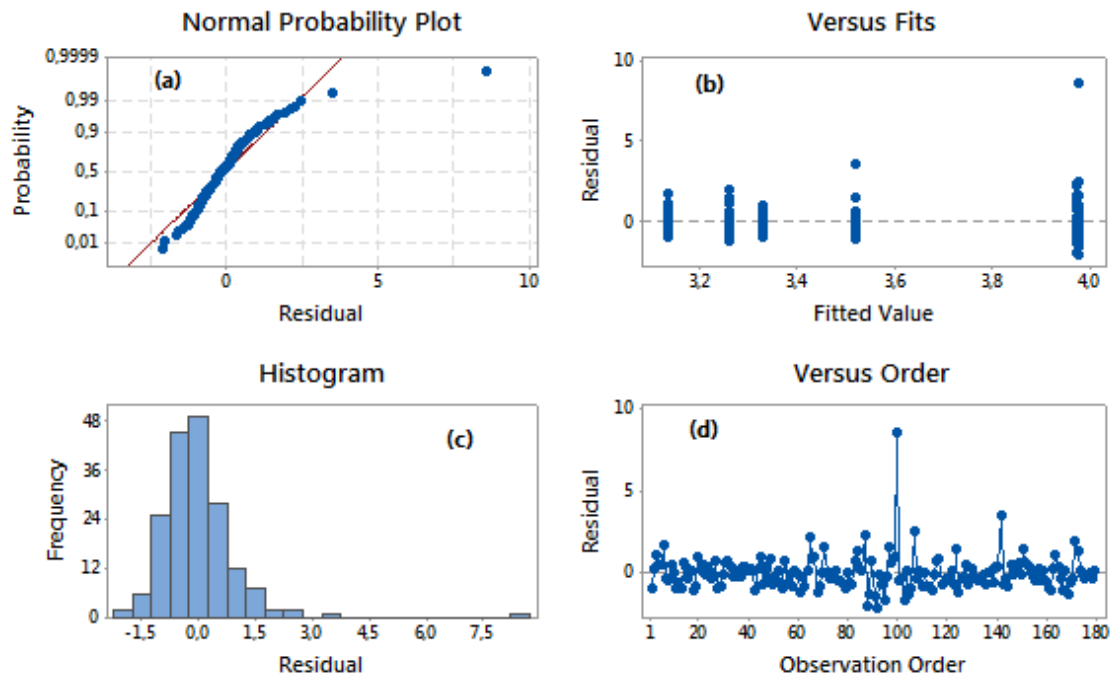 Normal Probability Plot
0,9999
0,99
0,9
0,5
0,1
0,01
Probability
(a)
0
5
10
Residual
Versus Fits
10
5
0
Residual
(b)
3,2
3,4
3,6
3,8
4,0
Fitted Value
Histogram
48
36
24
12
0
Frequency
(c)
-1,5
0,0
1,5
3,0
4,5
6,0
7,5
Residual
Versus Order
10
5
0
Residual
(d)
1
20
40
60
80
100
120
140
160
180
Observation Order